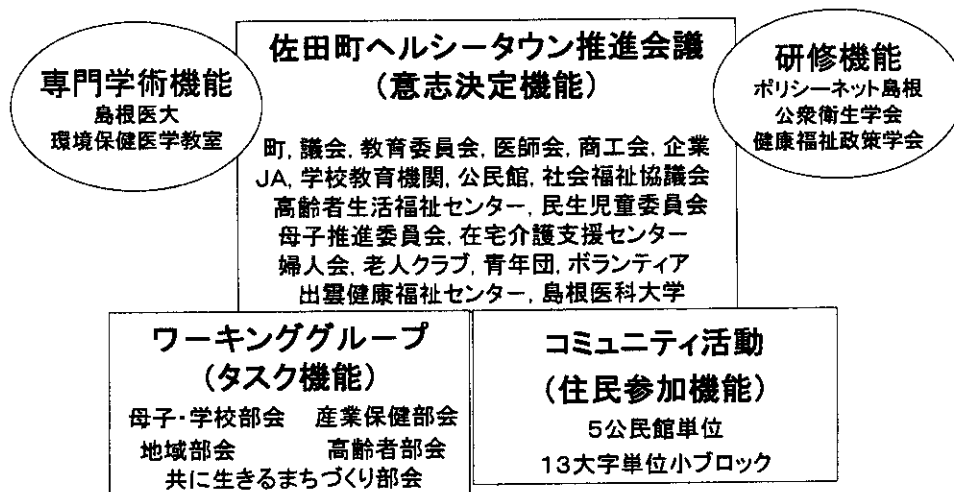 専門学術機能
島根医大
環境保健医学教室
佐田町ヘルシータウン推進会議
(意志決定機能)
町, 議会, 教育委員会, 医師会, 商工会, 企業
JA, 学校教育機関, 公民館, 社会福祉協議会
高齢者生活福祉センター, 民生児童委員会
母子推進委員会, 在宅介護支援センター
婦人会, 老人クラブ, 青年団, ボランティア
出雲健康福祉センター, 島根医科大学
研修機能
ポリシーネット島根
公衆衛生学会
健康福祉政策学会
ワーキンググループ
(タスク機能)
母子・学校部会 産業保健部会
地域部会 高齢者部会
共に生きるまちづくり部会
コミュニティ活動
(住民参加機能)
5公民館単位
13大字単位小ブロック